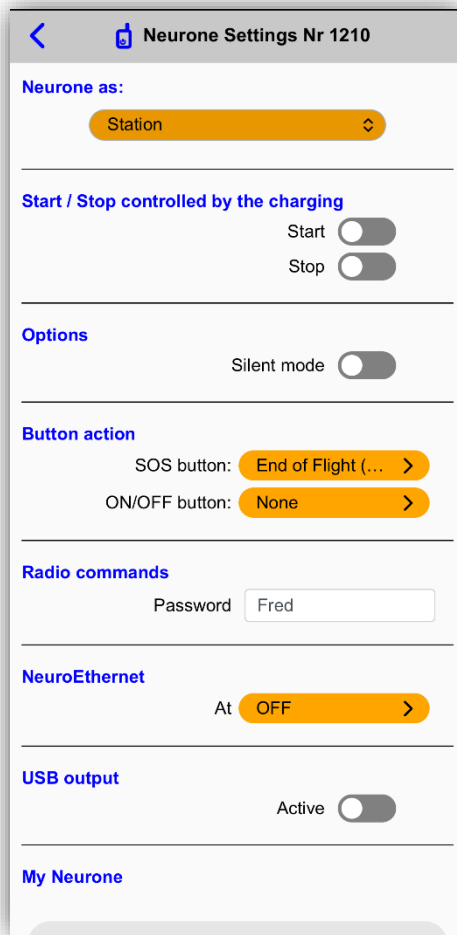 Neurone Settings Nr 1210
Neurone as:
Station
Start / Stop controlled by the charging
Start
Stop
Options
Silent mode
Button action
SOS button: End of Flight (...
ON/OFF button: None
Radio commands
Password Fred
NeuroEthernet
At OFF
USB output
Active
My Neurone